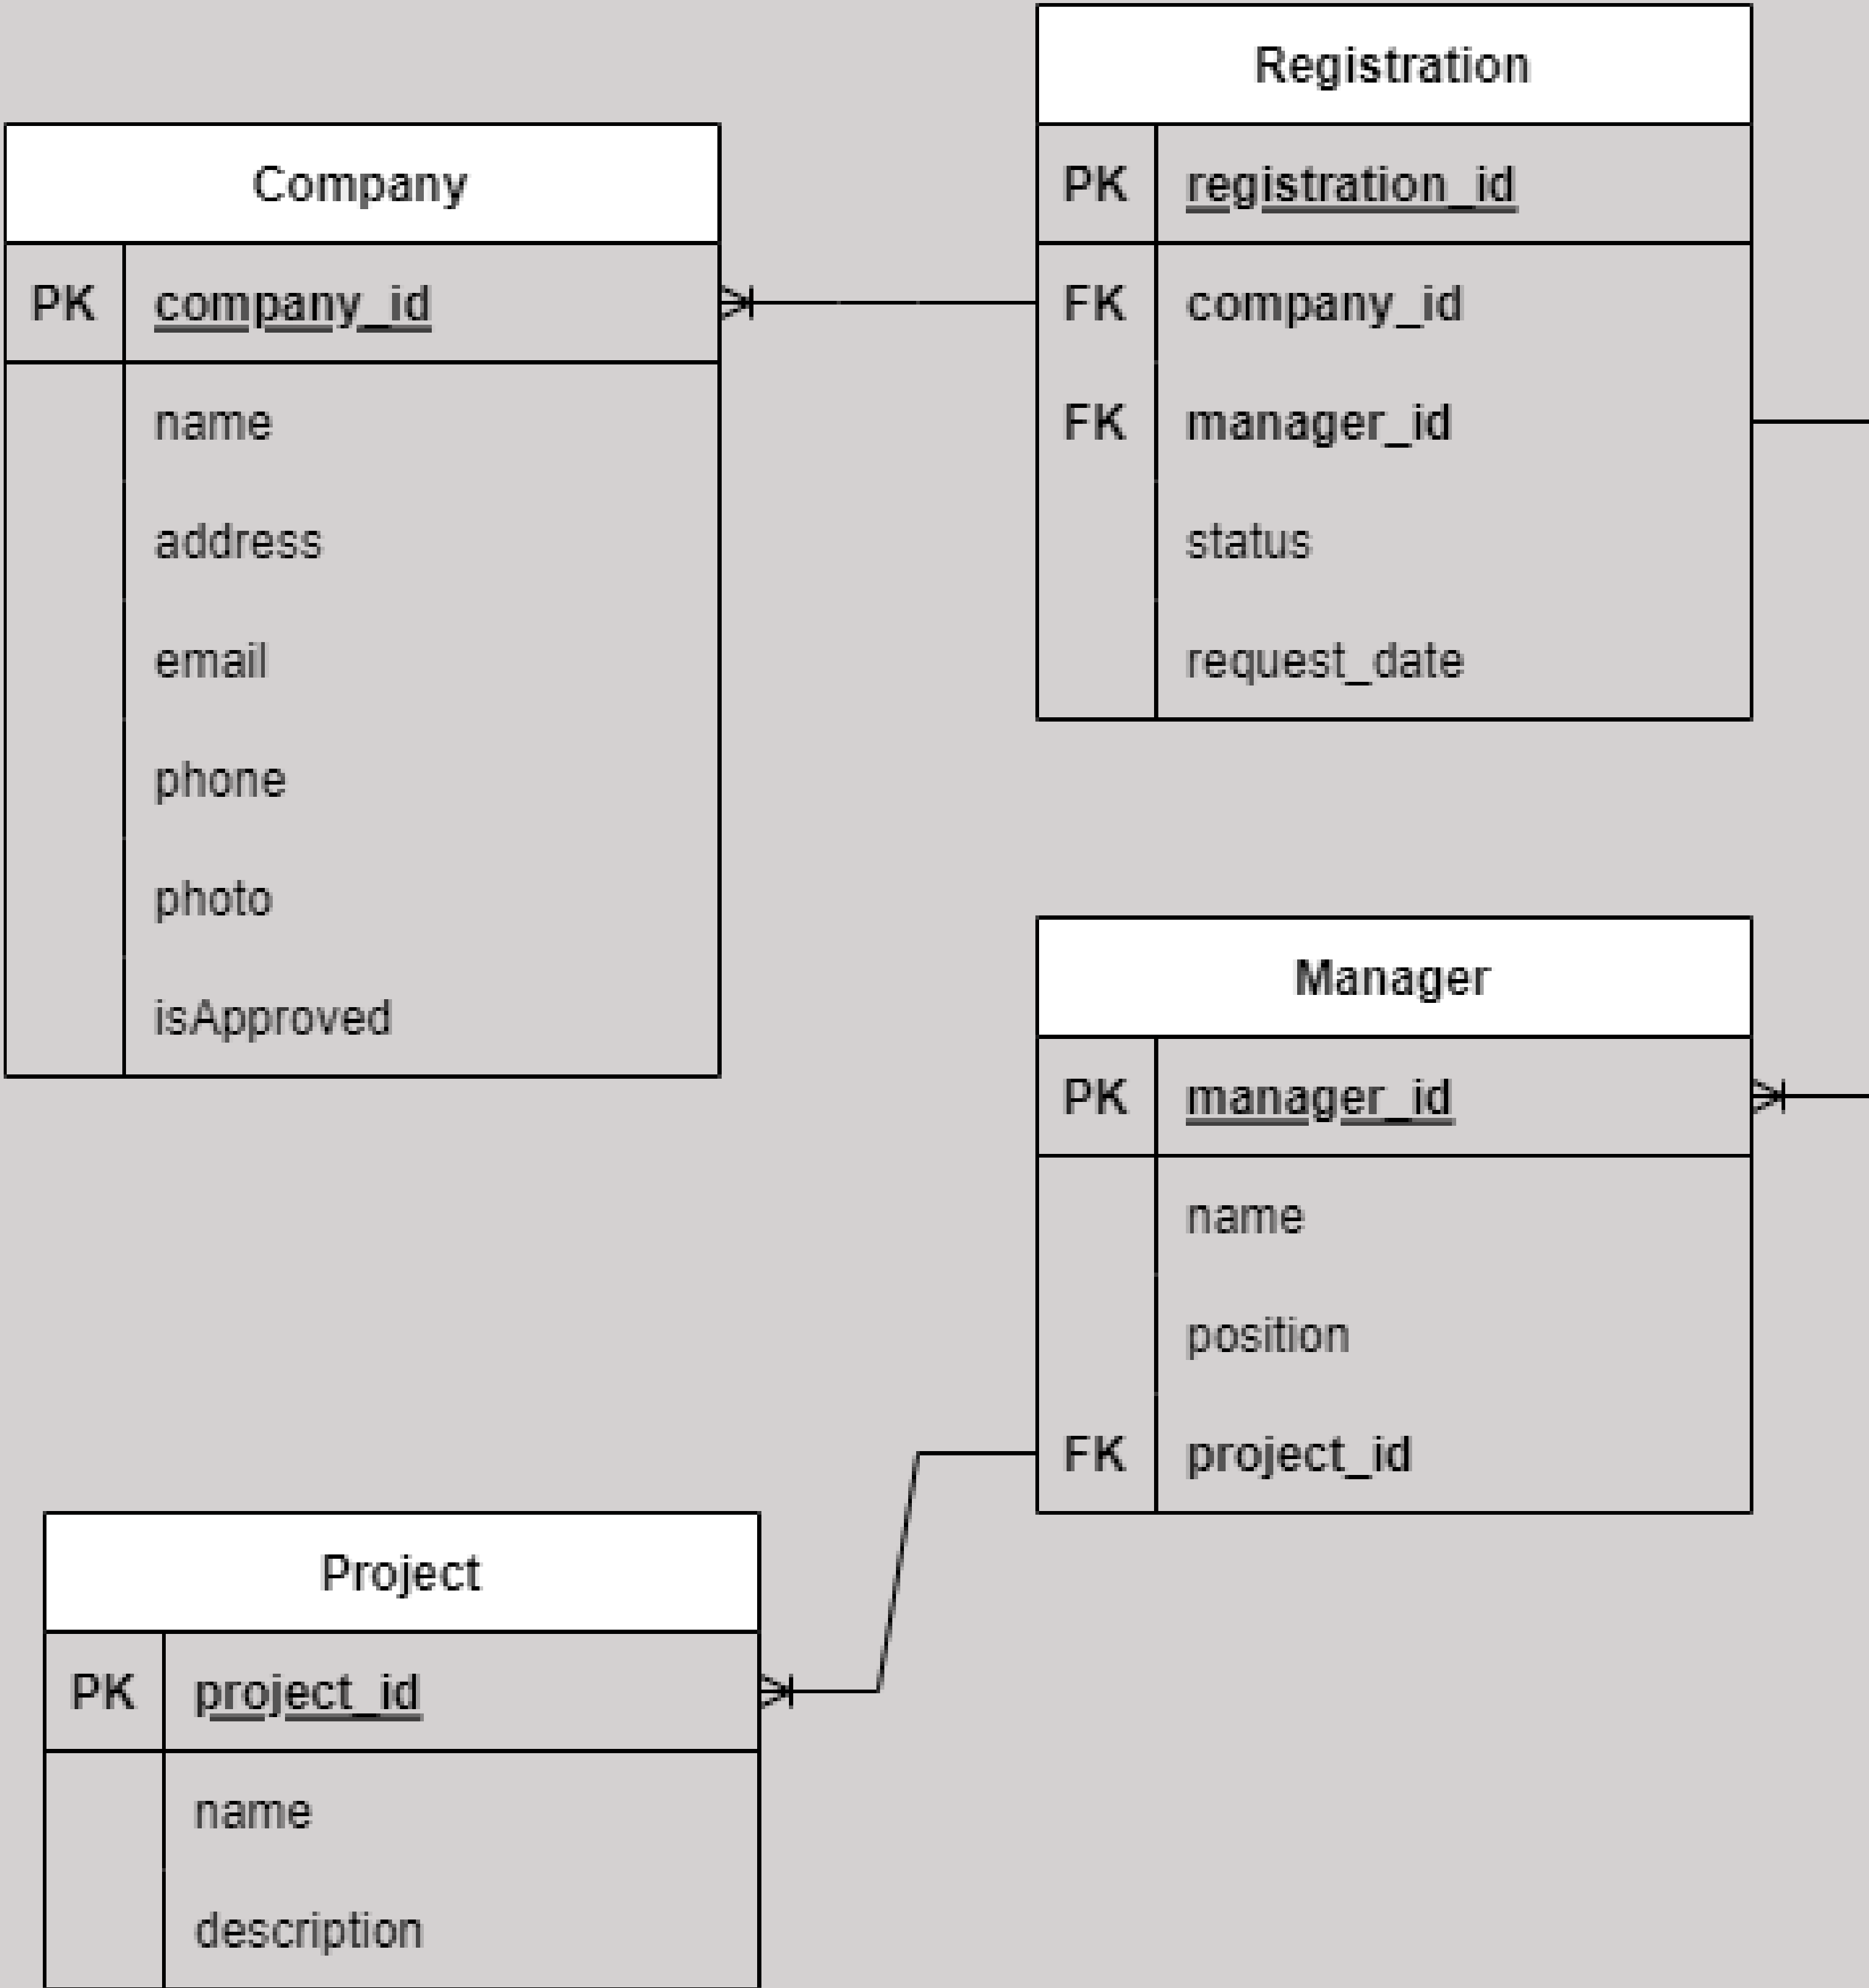 Company
PK company_id
name
address
email
phone
photo
isApproved
Registration
PK registration_id
FK company_id
FK manager_id
status
request_date
Manager
PK manager_id
name
position
FK project_id
Project
PK project_id
name
description